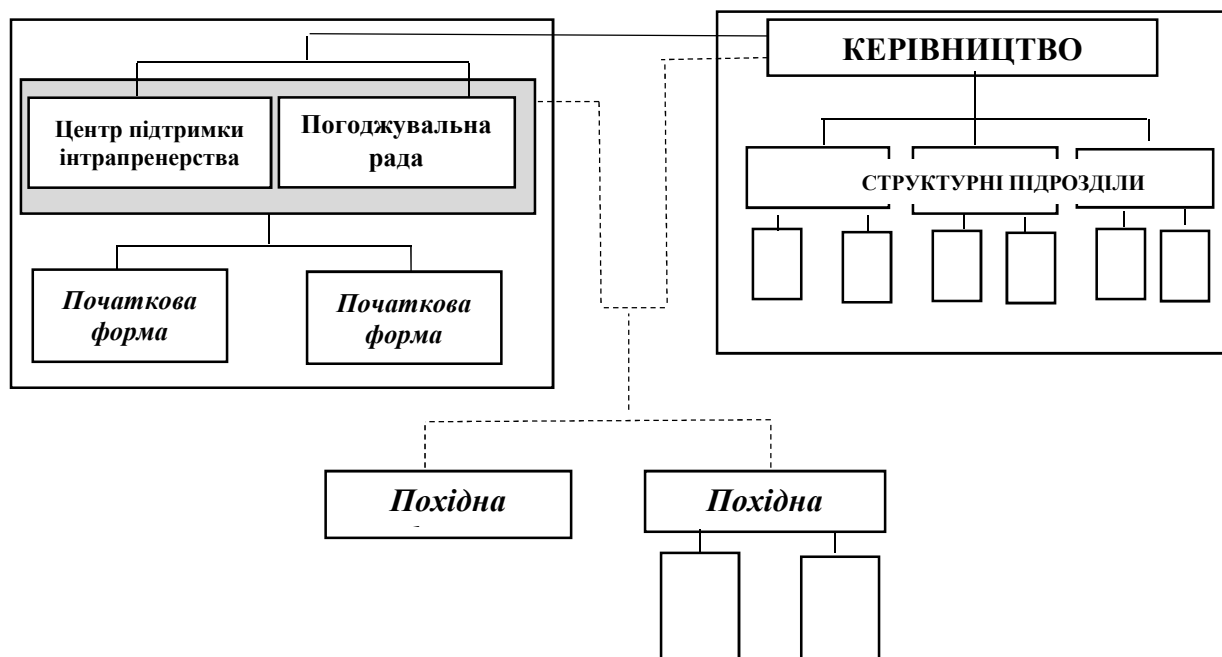 КЕРІВНИЦТВО
Центр підтримки
інтрапренерства
Погоджувальна
рада
СТРУКТУРНІ ПІДРОЗДІЛИ
Початкова
форма
Початкова
форма
Похідна
Похідна